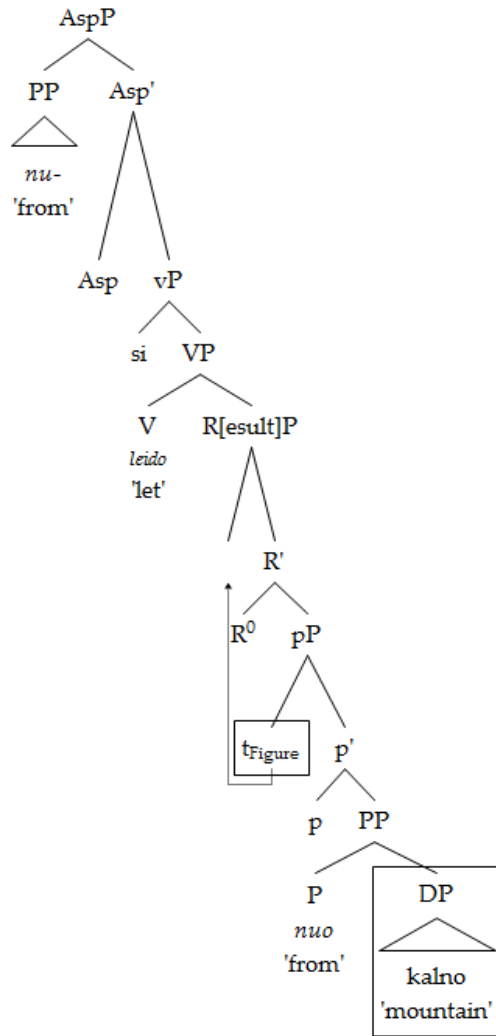 AspP
PP Asp'
nu-
'from'
Asp vP
si VP
V R[esult]P
leido
'let'
R'
R⁰ pP
tFigure p'
p PP
P DP
nuo
'from' kalno
'mountain'